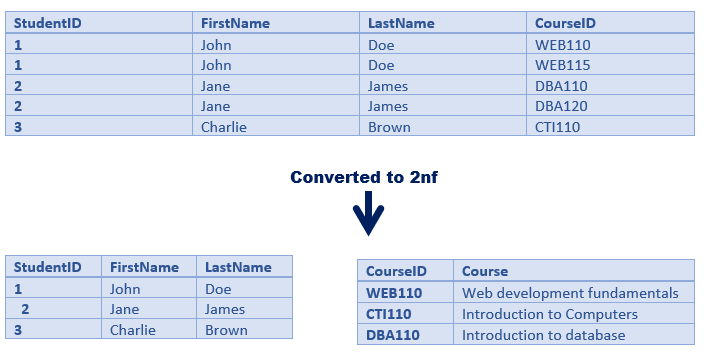 StudentID FirstName LastName CourseID
1 John Doe WEB110
1 John Doe WEB115
2 Jane James DBA110
2 Jane James DBA120
3 Charlie Brown CTI110
Converted to 2nf
StudentID FirstName LastName
1 John Doe
2 Jane James
3 Charlie Brown
CourseID Course
WEB110 Web development fundamentals
CTI110 Introduction to Computers
DBA110 Introduction to database